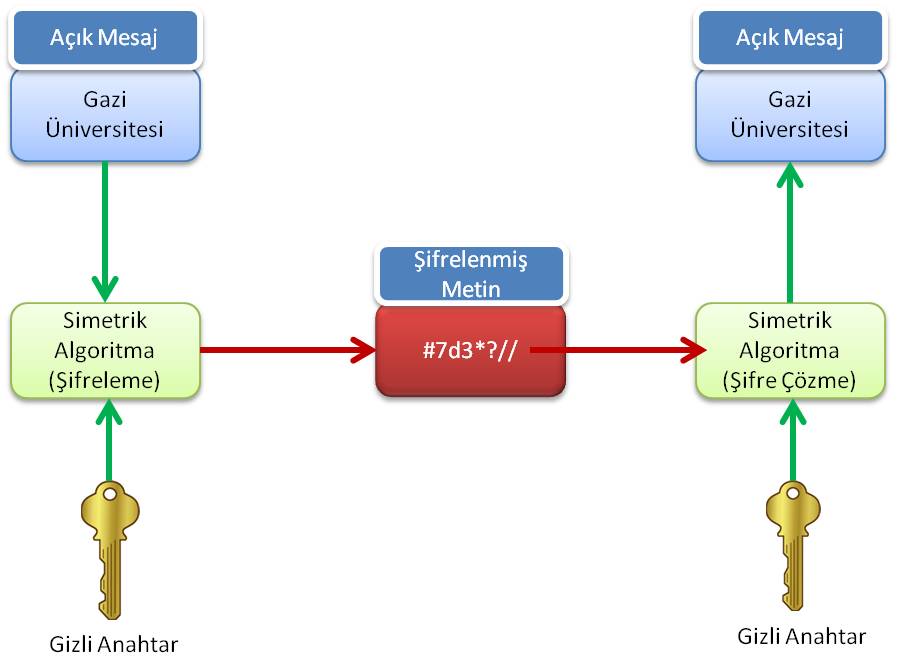 Açık Mesaj
Gazi
Üniversitesi
Açık Mesaj
Gazi
Üniversitesi
Şifrelenmiş
Metin
#7d3*?//
Simetrik
Algoritma
(Şifreleme)
Simetrik
Algoritma
(Şifre Çözme)
Gizli Anahtar
Gizli Anahtar